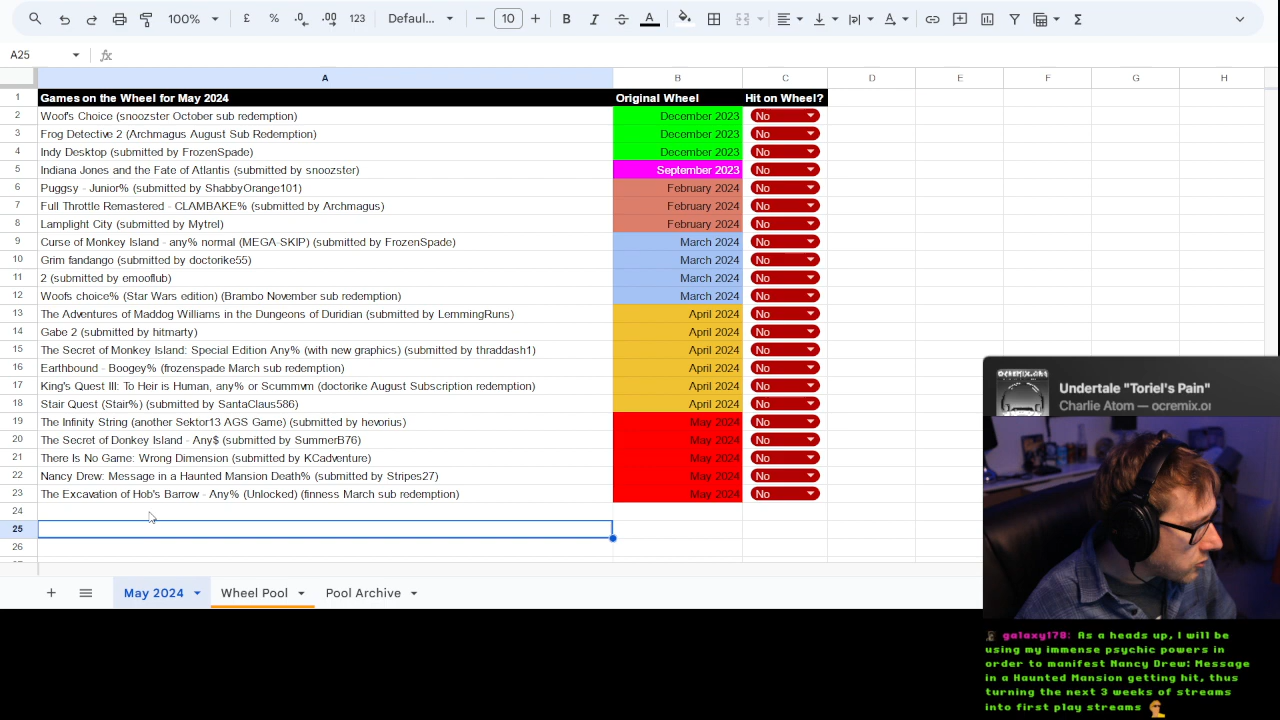 100% £ % .0 .00 123 Defaul... 10 B I A Σ
A25 fx
A B C D E F G H
1 Games on the Wheel for May 2024 Original Wheel Hit on Wheel?
2 Woof's Choice (snoozster October sub redemption) December 2023 No
3 Frog Detective 2 (Archmagus August Sub Redemption) December 2023 No
4 Indy Desktop (submitted by FrozenSpade) December 2023 No
5 Indiana Jones and the Fate of Atlantis (submitted by snoozster) September 2023 No
6 Puggsy - Junior% (submitted by ShabbyOrange101) February 2024 No
7 Full Throttle Remastered - CLAMBAKE% (submitted by Archmagus) February 2024 No
8 Lamplight City (submitted by Mytrel) February 2024 No
9 Curse of Monkey Island - any% normal (MEGA-SKIP) (submitted by FrozenSpade) March 2024 No
10 Grim fandange (submitted by doctorike55) March 2024 No
11 2 (submitted by emooflub) March 2024 No
12 Woofs choice% (Star Wars edition) (Brambo November sub redemption) March 2024 No
13 The Adventures of Maddog Williams in the Dungeons of Duridian (submitted by LemmingRuns) April 2024 No
14 Gabe 2 (submitted by hitmarty) April 2024 No
15 The Secret of Monkey Island: Special Edition Any% (with new graphics) (submitted by thraddash1) April 2024 No
16 Earthbound - Boogey% (frozenspade March sub redemption) April 2024 No
17 King's Quest III: To Heir is Human, any% or Scummvm (doctorike August Subscription redemption) April 2024 No
18 Stair Quest (Stair%) (submitted by SantaClaus586) April 2024 No
19 The Infinity String (another Sektor13 AGS Game) (submitted by hevorius) May 2024 No
20 The Secret of Donkey Island - Any$ (submitted by SummerB76) May 2024 No
21 There Is No Game: Wrong Dimension (submitted by KCadventure) May 2024 No
22 Nancy Drew: Message in a Haunted Mansion Death% (submitted by Stripes27) May 2024 No
23 The Excavation of Hob's Barrow - Any% (Unlocked) (finness March sub redemption) May 2024 No
24
25
26
May 2024 Wheel Pool Pool Archive
OCREMIX.ORG
Undertale "Toriel's Pain"
Charlie Atom — ocremix.or
galaxy178: As a heads up, I will be
using my immense psychic powers in
order to manifest Nancy Drew: Message
in a Haunted Mansion getting hit, thus
turning the next 3 weeks of streams
into first play streams